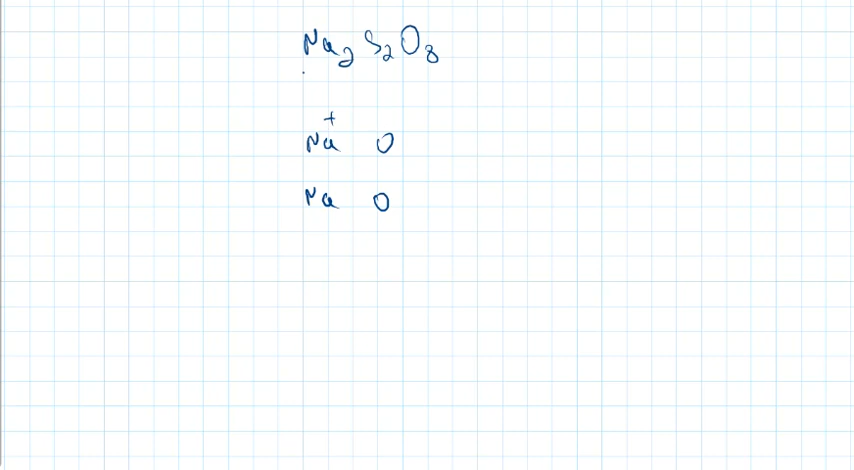 Na₂S₂O₈
+
Na O
Na O